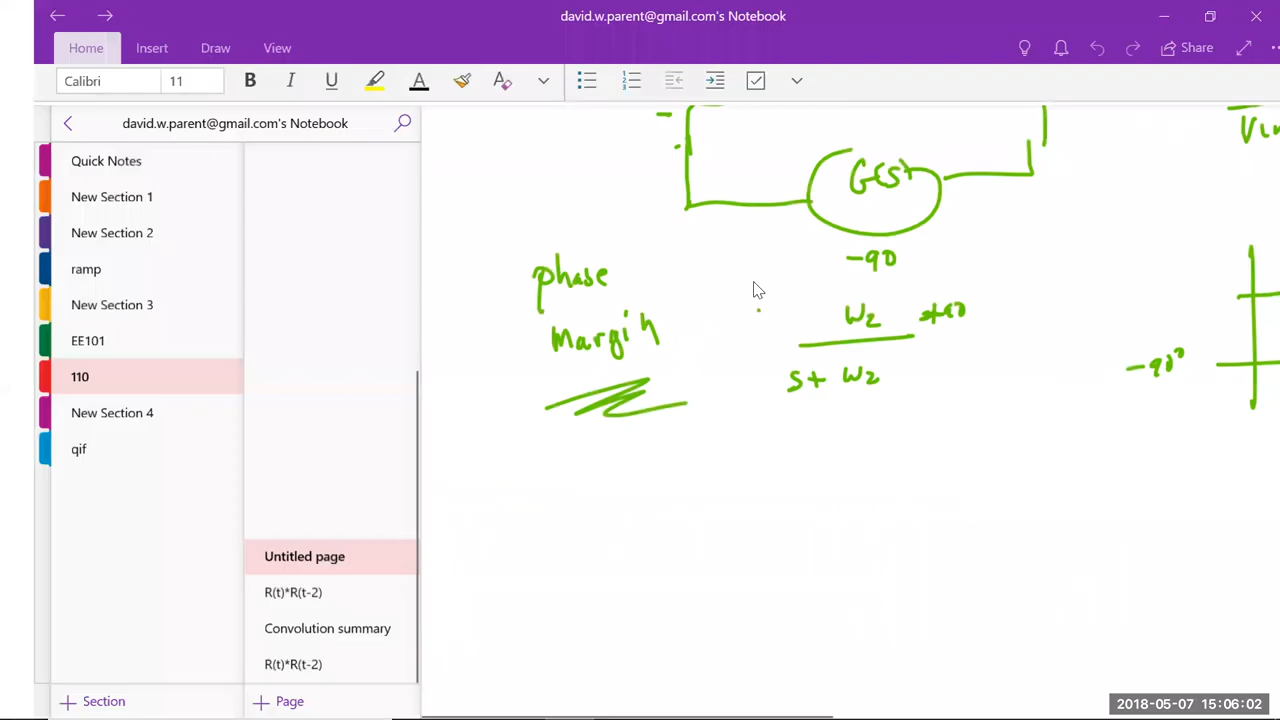 david.w.parent@gmail.com's Notebook
Home Insert Draw View Share
Calibri 11 B I U A
david.w.parent@gmail.com's Notebook
Quick Notes
New Section 1
New Section 2
ramp
New Section 3
EE101
110
New Section 4
qif
Section
Untitled page
R(t)*R(t-2)
Convolution summary
R(t)*R(t-2)
Page
-90
phase
margin
W2
S+ W2
-90°
2018-05-07 15:06:02